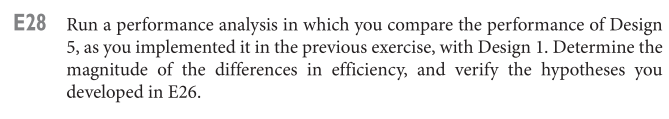 E28 Run a performance analysis in which you compare the performance of Design
5, as you implemented it in the previous exercise, with Design 1. Determine the
magnitude of the differences in efficiency, and verify the hypotheses you
developed in E26.